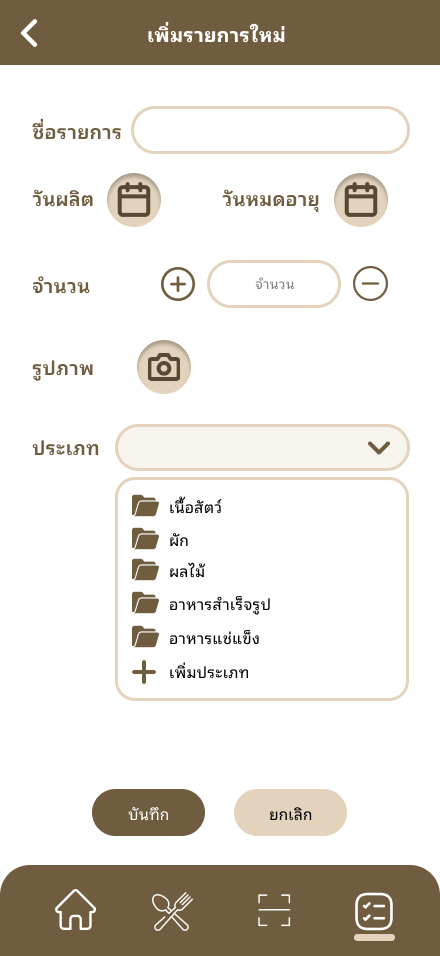 เพิ่มรายการใหม่
ชื่อรายการ
วันผลิต วันหมดอายุ
จำนวน จำนวน
รูปภาพ
ประเภท
เนื้อสัตว์
ผัก
ผลไม้
อาหารสำเร็จรูป
อาหารแช่แข็ง
เพิ่มประเภท
บันทึก ยกเลิก